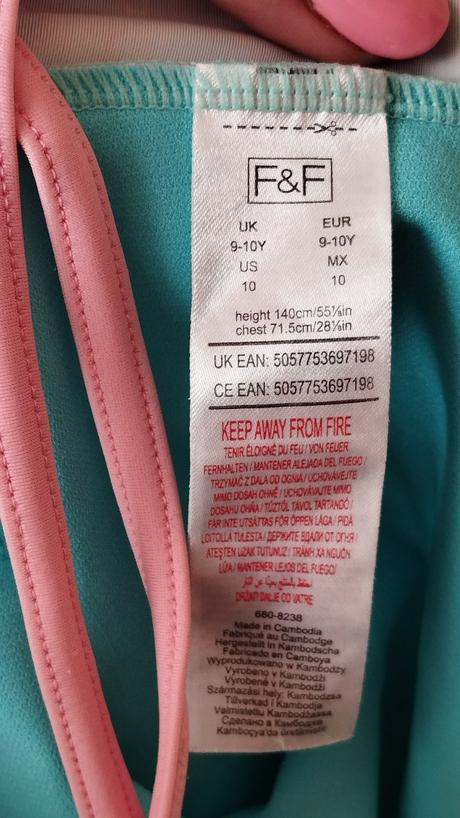 F&F
UK EUR
9-10Y 9-10Y
US MX
10 10
height 140cm/55⅛in
chest 71.5cm/28⅛in
UK EAN: 5057753697198
CE EAN: 5057753697198
KEEP AWAY FROM FIRE
TENIR ÉLOIGNÉ DU FEU / VON FEUER
FERNHALTEN / MANTENER ALEJADA DEL FUEGO /
TRZYMAĆ Z DALA OD OGNIA / UCHOVÁVEJTE
MIMO DOSAH OHNĚ / UCHOVÁVAJTE MIMO
DOSAHU OHŇA / TŰZTŐL TÁVOL TARTANDÓ /
FÅR INTE UTSÄTTAS FÖR ÖPPEN LÅGA / PIDÄ
LOITOLLA TULESTA / ДЕРЖИТЕ ВДАЛИ ОТ ОГНЯ /
ATEŞTEN UZAK TUTUNUZ / TRÁNH XA NGUỒN
LỬA / MANTENER LEJOS DEL FUEGO /
DRŽATI DALJE OD VATRE
660-8238
Made in Cambodia
Fabriqué au Cambodge
Hergestellt in Kambodscha
Fabricado en Camboya
Wyprodukowano w Kambodży
Vyrobeno v Kambodži
Vyrobené v Kambodži
Származási hely: Kambodzsa
Tillverkad i Kambodja
Valmistettu Kambodžassa
Сделано в Камбодже
Kamboçya'da üretilmiştir